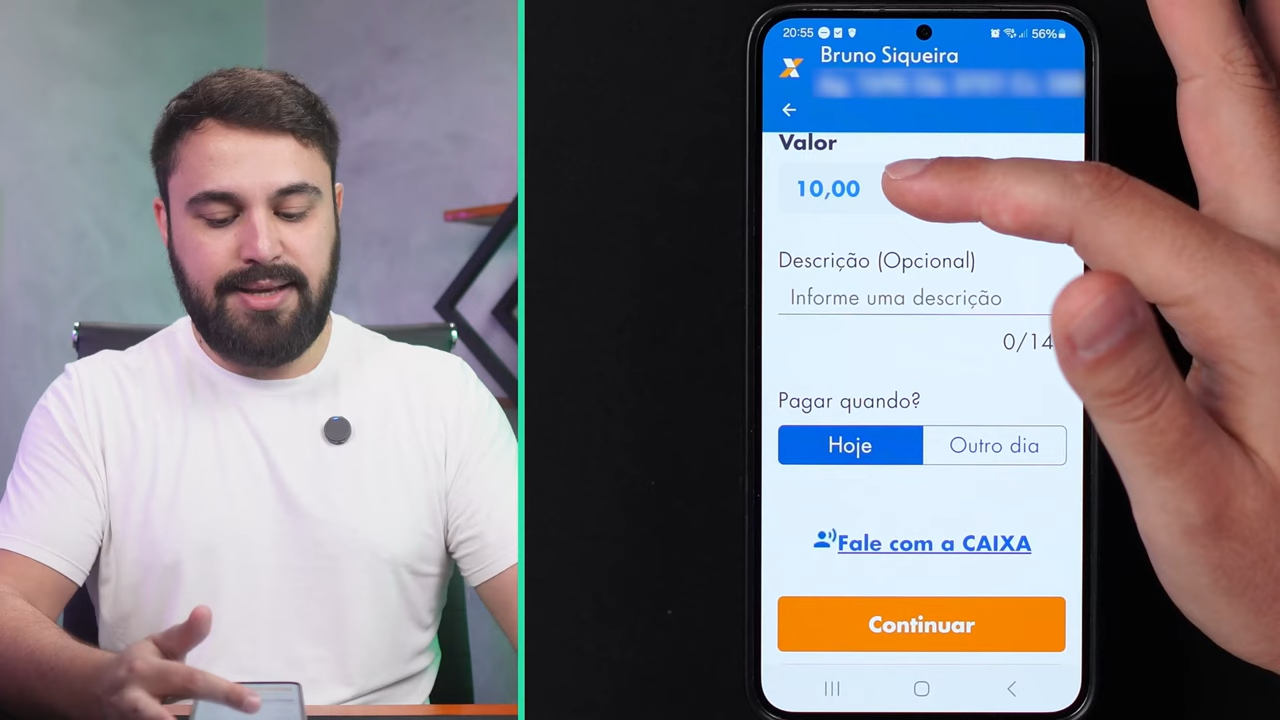 20:55
56%
Bruno Siqueira
Valor
10,00
Descrição (Opcional)
Informe uma descrição
0/14
Pagar quando?
Hoje
Outro dia
Fale com a CAIXA
Continuar